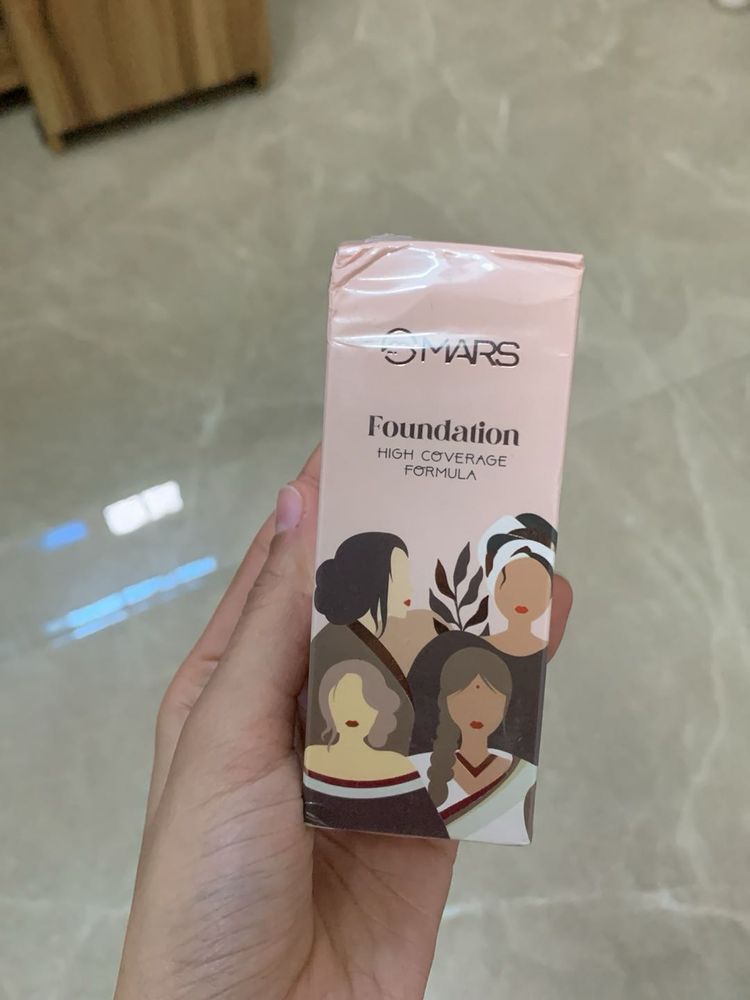 MARS
Foundation
HIGH COVERAGE
FORMULA